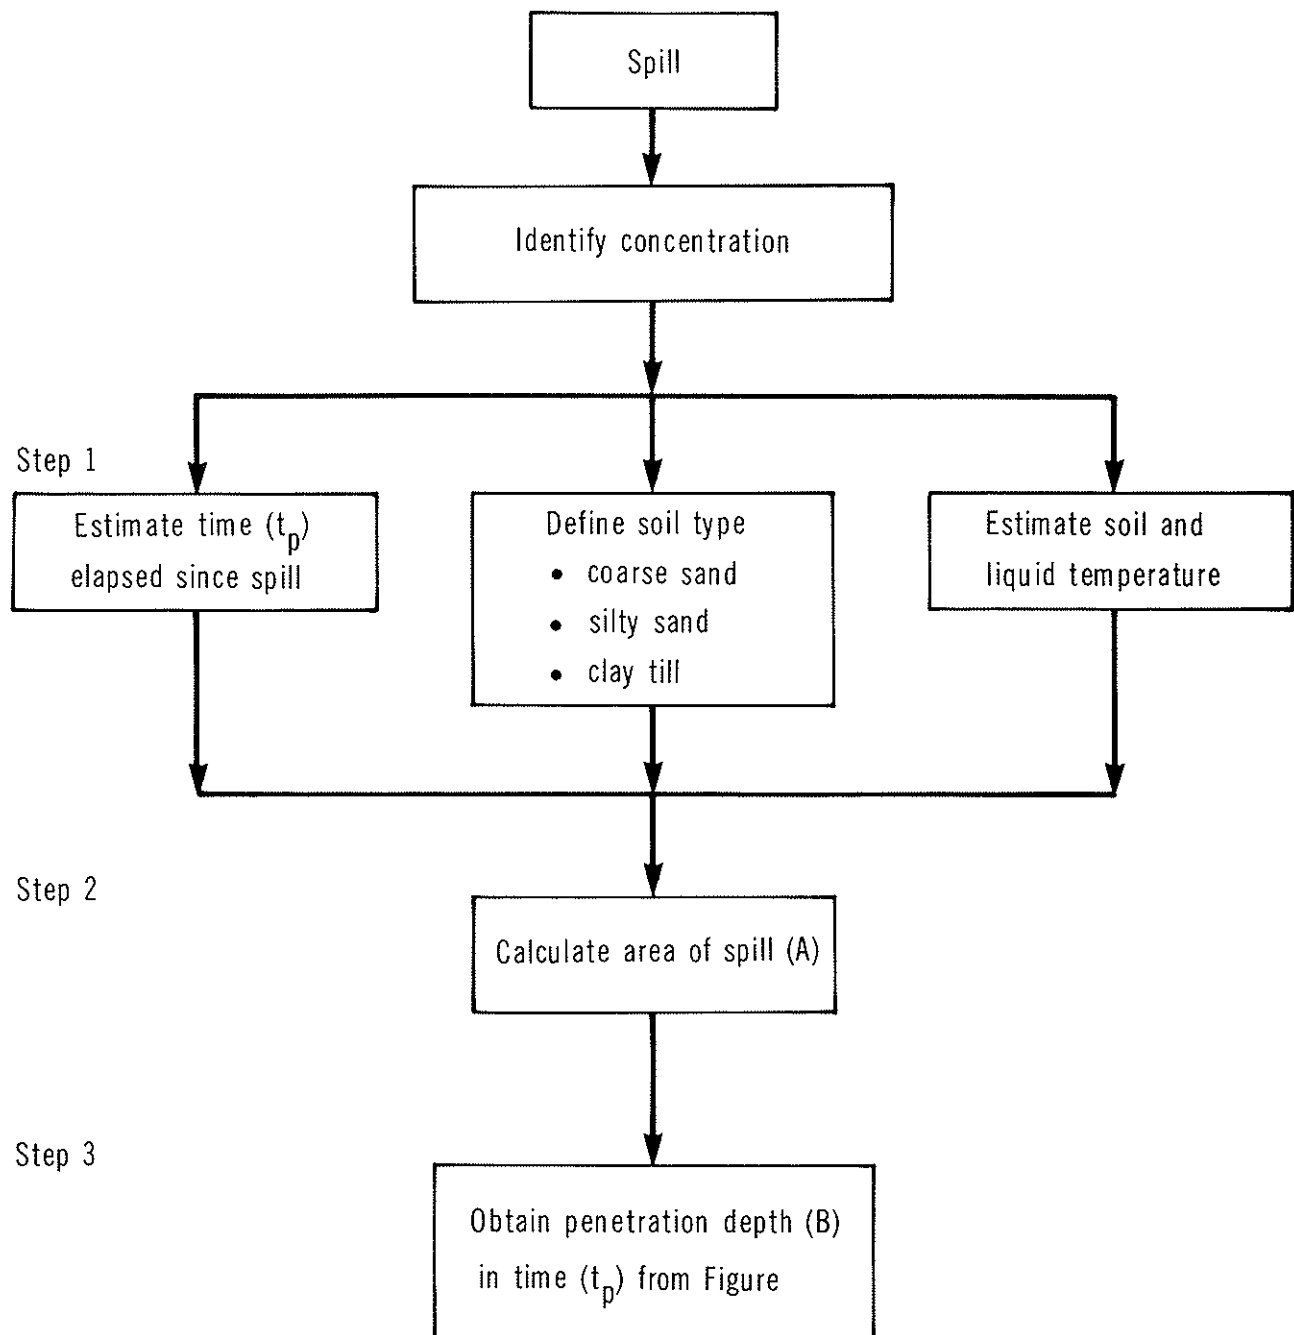 Spill
Identify concentration
Step 1
Estimate time (tp)
elapsed since spill
Define soil type
• coarse sand
• silty sand
• clay till
Estimate soil and
liquid temperature
Step 2
Calculate area of spill (A)
Step 3
Obtain penetration depth (B)
in time (tp) from Figure